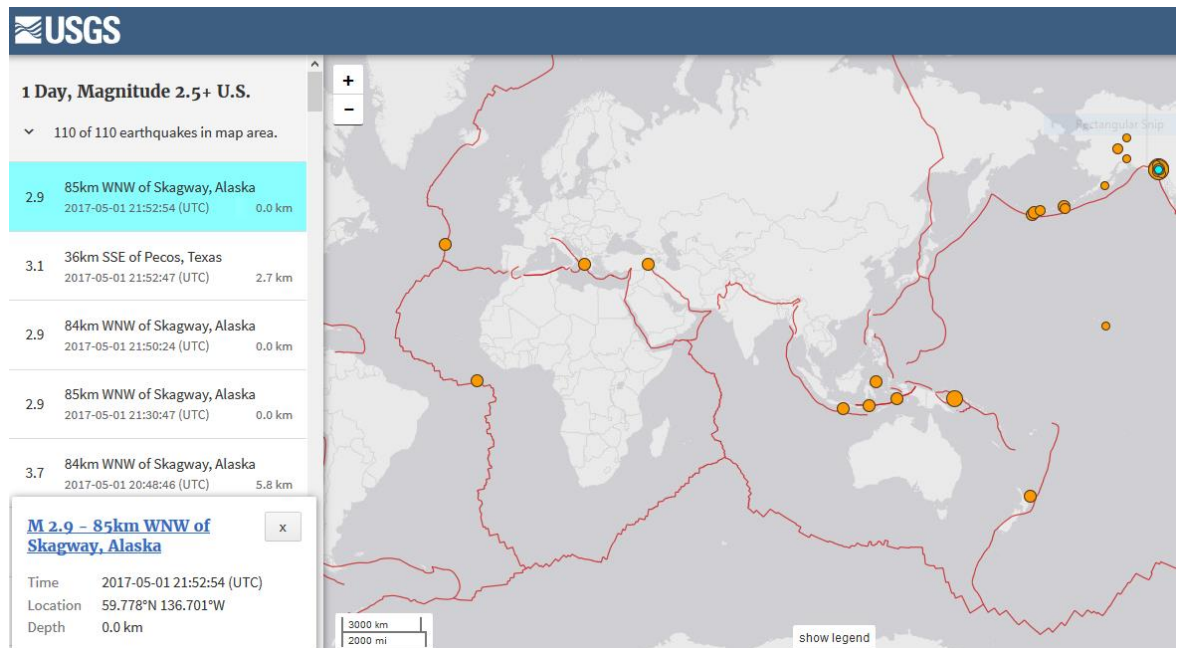 USGS
1 Day, Magnitude 2.5+ U.S.
110 of 110 earthquakes in map area.
2.9
85km WNW of Skagway, Alaska
2017-05-01 21:52:54 (UTC) 0.0 km
3.1
36km SSE of Pecos, Texas
2017-05-01 21:52:47 (UTC) 2.7 km
2.9
84km WNW of Skagway, Alaska
2017-05-01 21:50:24 (UTC) 0.0 km
2.9
85km WNW of Skagway, Alaska
2017-05-01 21:30:47 (UTC) 0.0 km
3.7
84km WNW of Skagway, Alaska
2017-05-01 20:48:46 (UTC) 5.8 km
M 2.9 - 85km WNW of
Skagway, Alaska
x
Time 2017-05-01 21:52:54 (UTC)
Location 59.778°N 136.701°W
Depth 0.0 km
+
−
Rectangular Snip
3000 km
2000 mi
show legend